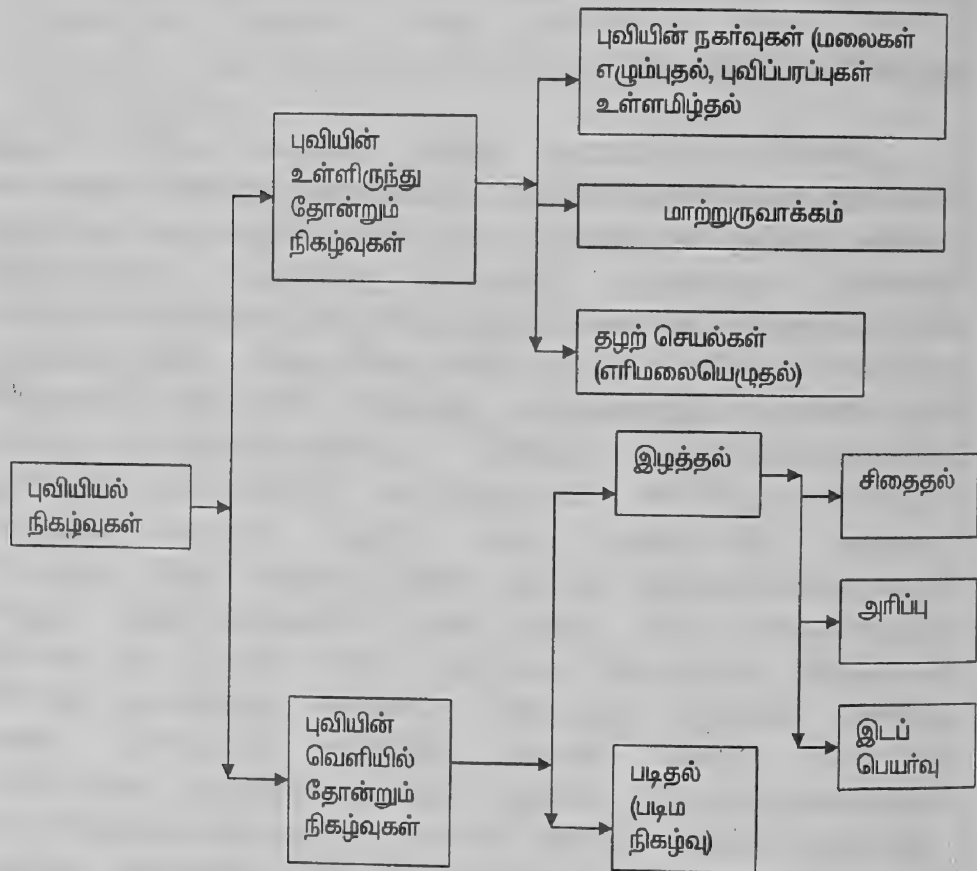 புவியின் நகர்வுகள் (மலைகள்
எழும்புதல், புவிப்பரப்புகள்
உள்ளமிழ்தல்
புவியின்
உள்ளிருந்து
தோன்றும்
நிகழ்வுகள்
மாற்றுருவாக்கம்
தழற் செயல்கள்
(எரிமலையெழுதல்)
புவியியல்
நிகழ்வுகள்
இழத்தல்
சிதைதல்
அரிப்பு
இடப்
பெயர்வு
புவியின்
வெளியில்
தோன்றும்
நிகழ்வுகள்
படிதல்
(படிம
நிகழ்வு)